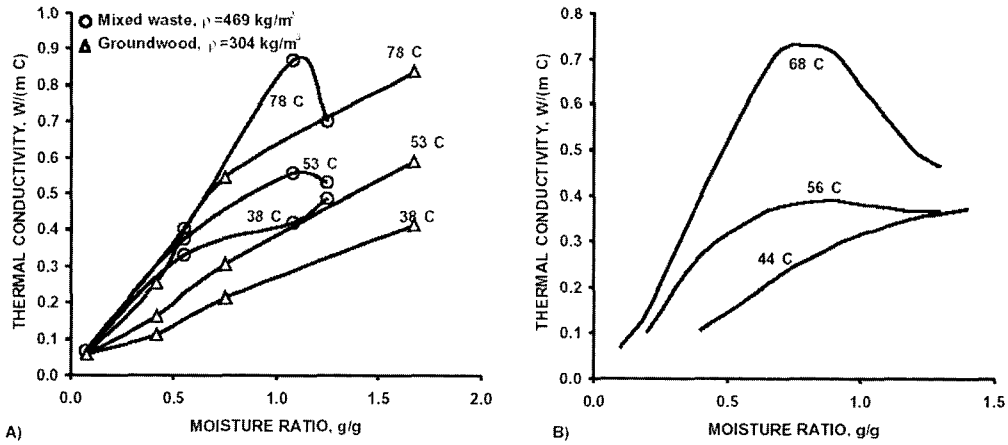 Mixed waste, ρ=469 kg/m³
Groundwood, ρ=304 kg/m³
THERMAL CONDUCTIVITY, W/(m C)
1.0
0.9
0.8
0.7
0.6
0.5
0.4
0.3
0.2
0.1
0.0
78 C
78 C
53 C
53 C
38 C
38 C
0.0 0.5 1.0 1.5 2.0
MOISTURE RATIO, g/g
A)
THERMAL CONDUCTIVITY, W/(m C)
0.8
0.7
0.6
0.5
0.4
0.3
0.2
0.1
0.0
68 C
56 C
44 C
0.0 0.5 1.0 1.5
MOISTURE RATIO, g/g
B)